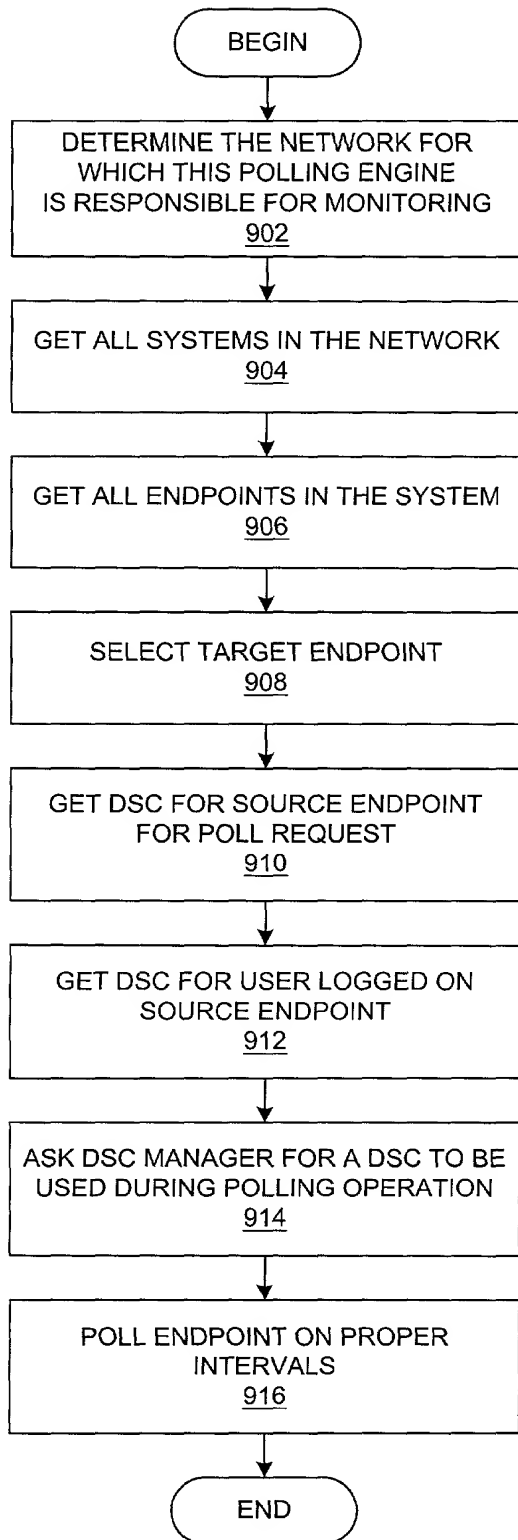 BEGIN
DETERMINE THE NETWORK FOR
WHICH THIS POLLING ENGINE
IS RESPONSIBLE FOR MONITORING
902
GET ALL SYSTEMS IN THE NETWORK
904
GET ALL ENDPOINTS IN THE SYSTEM
906
SELECT TARGET ENDPOINT
908
GET DSC FOR SOURCE ENDPOINT
FOR POLL REQUEST
910
GET DSC FOR USER LOGGED ON
SOURCE ENDPOINT
912
ASK DSC MANAGER FOR A DSC TO BE
USED DURING POLLING OPERATION
914
POLL ENDPOINT ON PROPER
INTERVALS
916
END